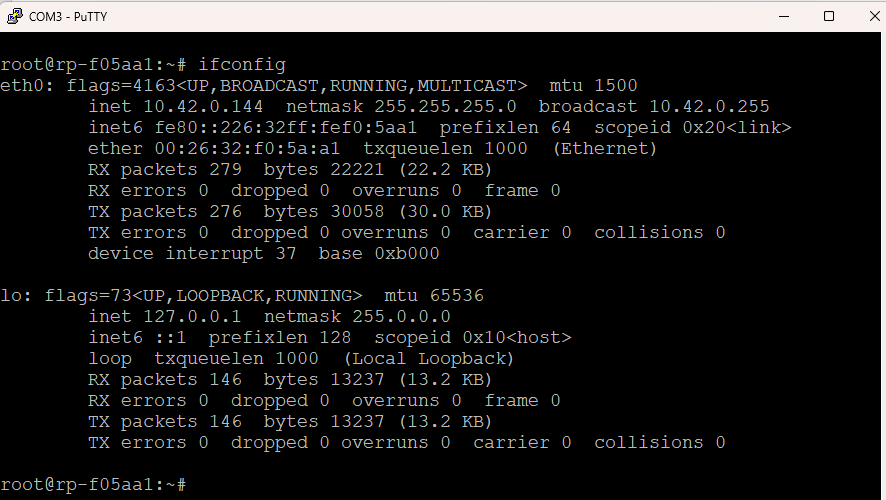 COM3 - PuTTY
root@rp-f05aa1:~# ifconfig
eth0: flags=4163<UP,BROADCAST,RUNNING,MULTICAST>  mtu 1500
        inet 10.42.0.144  netmask 255.255.255.0  broadcast 10.42.0.255
        inet6 fe80::226:32ff:fef0:5aa1  prefixlen 64  scopeid 0x20<link>
        ether 00:26:32:f0:5a:a1  txqueuelen 1000  (Ethernet)
        RX packets 279  bytes 22221 (22.2 KB)
        RX errors 0  dropped 0  overruns 0  frame 0
        TX packets 276  bytes 30058 (30.0 KB)
        TX errors 0  dropped 0 overruns 0  carrier 0  collisions 0
        device interrupt 37  base 0xb000
lo: flags=73<UP,LOOPBACK,RUNNING>  mtu 65536
        inet 127.0.0.1  netmask 255.0.0.0
        inet6 ::1  prefixlen 128  scopeid 0x10<host>
        loop  txqueuelen 1000  (Local Loopback)
        RX packets 146  bytes 13237 (13.2 KB)
        RX errors 0  dropped 0  overruns 0  frame 0
        TX packets 146  bytes 13237 (13.2 KB)
        TX errors 0  dropped 0 overruns 0  carrier 0  collisions 0
root@rp-f05aa1:~#